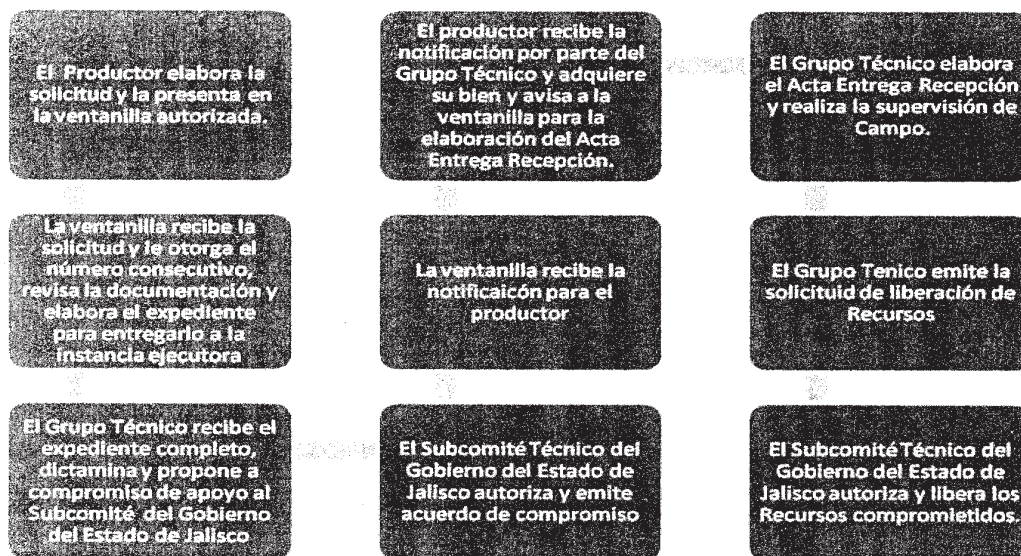 El Productor elabora la
solicitud y la presenta en
la ventanilla autorizada.
La ventanilla recibe la
solicitud y le otorga el
número consecutivo,
revisa la documentación y
elabora el expediente
para entregarlo a la
instancia ejecutora
El Grupo Técnico recibe el
expediente completo,
dictamina y propone a
compromiso de apoyo al
Subcomité del Gobierno
del Estado de Jalisco
El Subcomité Técnico del
Gobierno del Estado de
Jalisco autoriza y emite
acuerdo de compromiso
La ventanilla recibe la
notificaicón para el
productor
El productor recibe la
notificación por parte del
Grupo Técnico y adquiere
su bien y avisa a la
ventanilla para la
elaboración del Acta
Entrega Recepción.
El Grupo Técnico elabora
el Acta Entrega Recepción
y realiza la supervisión de
Campo.
El Grupo Tenico emite la
solicituid de liberación de
Recursos
El Subcomité Técnico del
Gobierno del Estado de
Jalisco autoriza y libera los
Recursos compromietidos.